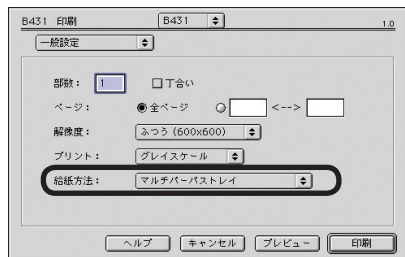 B431 印刷 B431 1.0
一般設定
部数： 1 丁合い
ページ： 全ページ <-->
解像度： ふつう (600x600)
プリント： グレイスケール
給紙方法： マルチパーパストレイ
ヘルプ キャンセル プレビュー 印刷